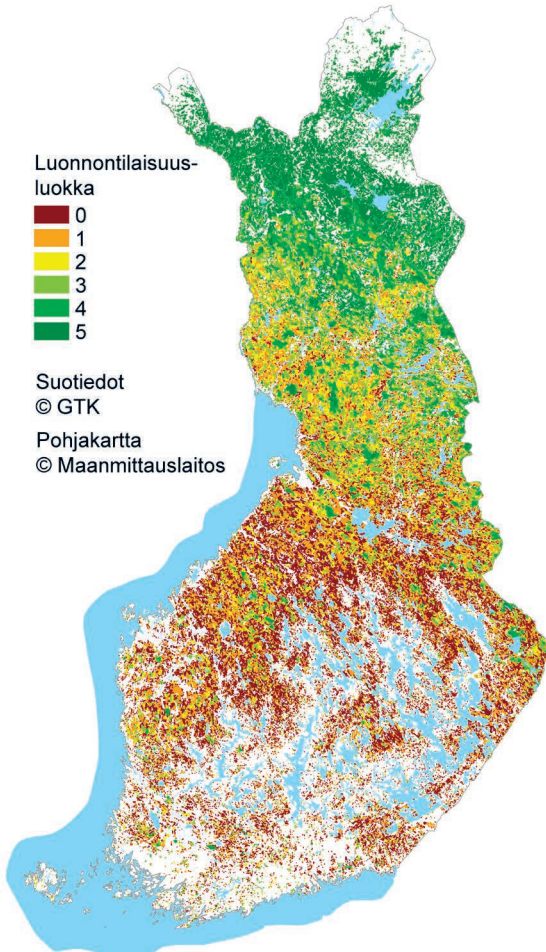 Luonnontilaisuus-
luokka
0
1
2
3
4
5
Suotiedot
© GTK
Pohjakartta
© Maanmittauslaitos